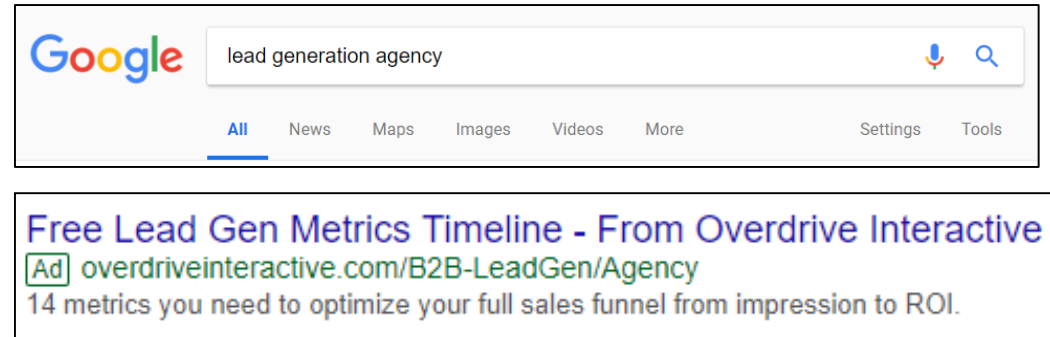 Google lead generation agency
All News Maps Images Videos More Settings Tools
Free Lead Gen Metrics Timeline - From Overdrive Interactive
Ad overdriveinteractive.com/B2B-LeadGen/Agency
14 metrics you need to optimize your full sales funnel from impression to ROI.